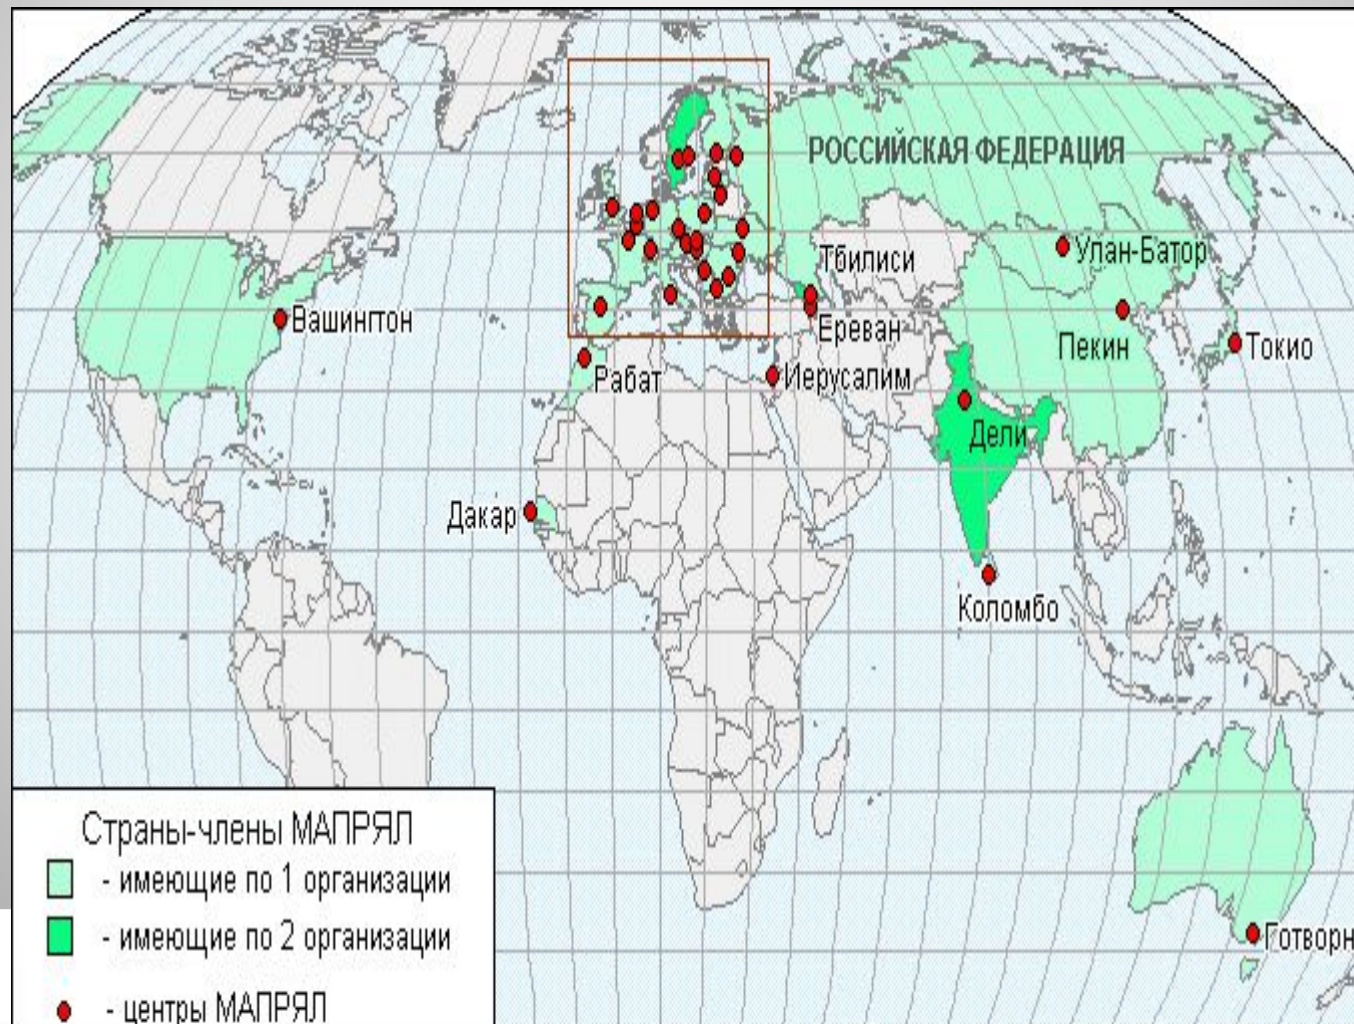 РОССИЙСКАЯ ФЕДЕРАЦИЯ
Тбилиси
Улан-Батор
Вашингтон
Ереван
Пекин
Токио
Рабат
Иерусалим
Дели
Дакар
Коломбо
Готворн
Страны-члены МАПРЯЛ
- имеющие по 1 организации
- имеющие по 2 организации
- центры МАПРЯЛ